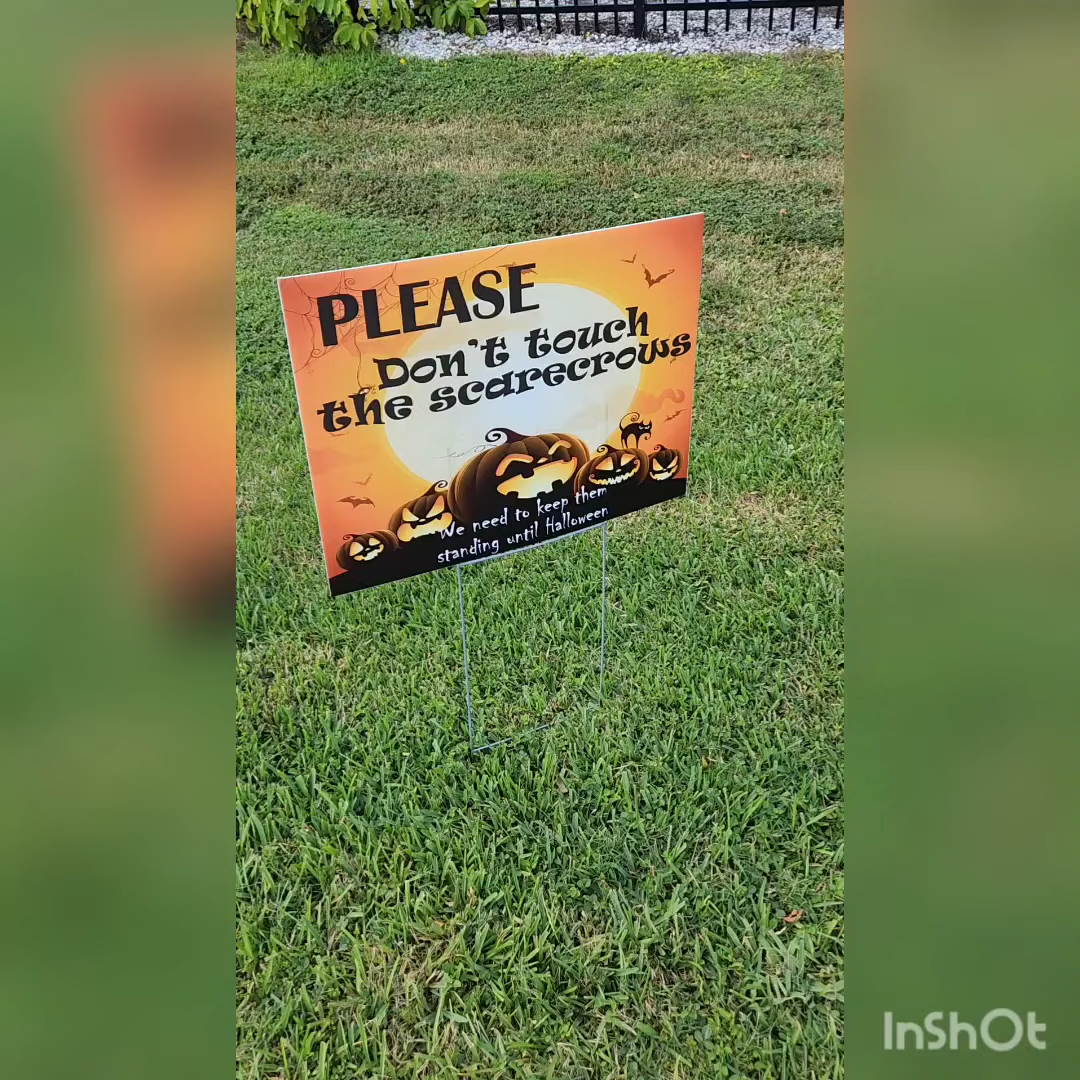 PLEASE
Don't touch
the scarecrows
We need to keep them
standing until Halloween
InShOt